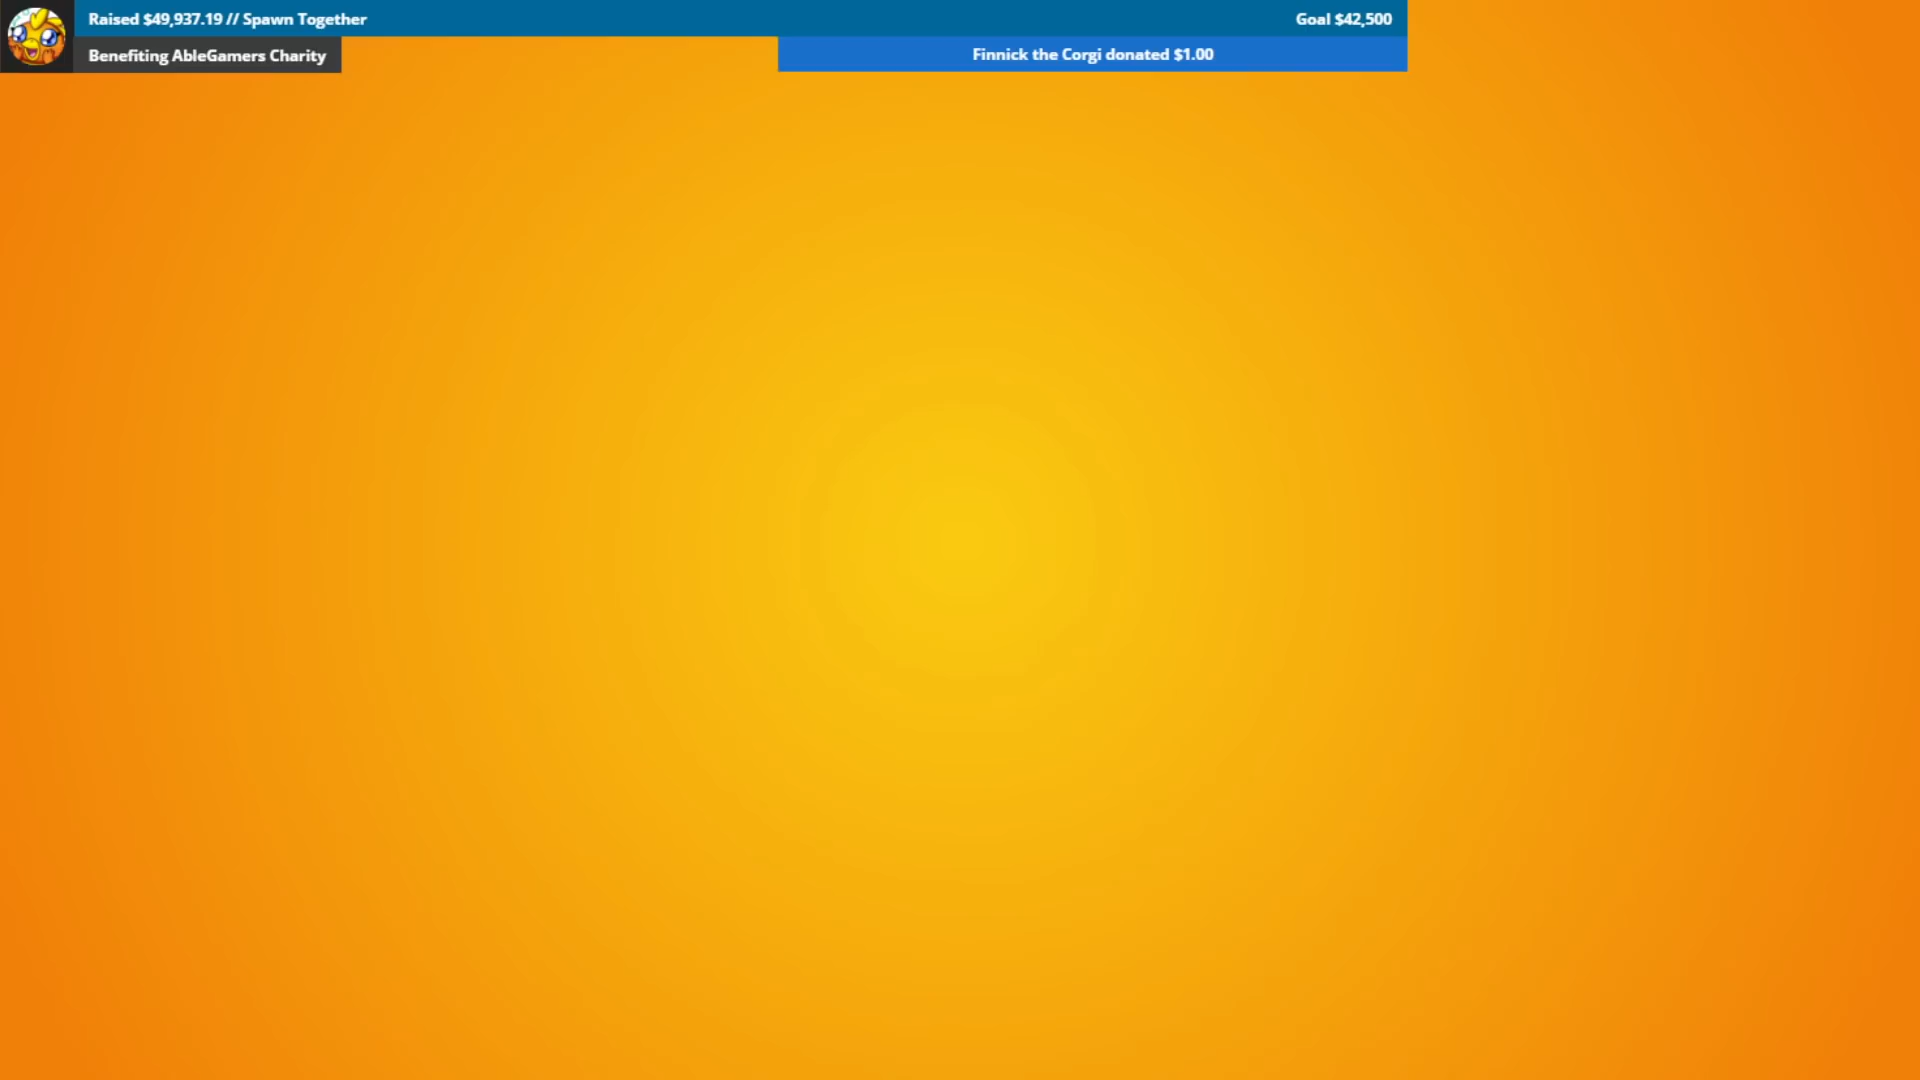 Raised $49,937.19 // Spawn Together
Goal $42,500
Benefiting AbleGamers Charity
Finnick the Corgi donated $1.00